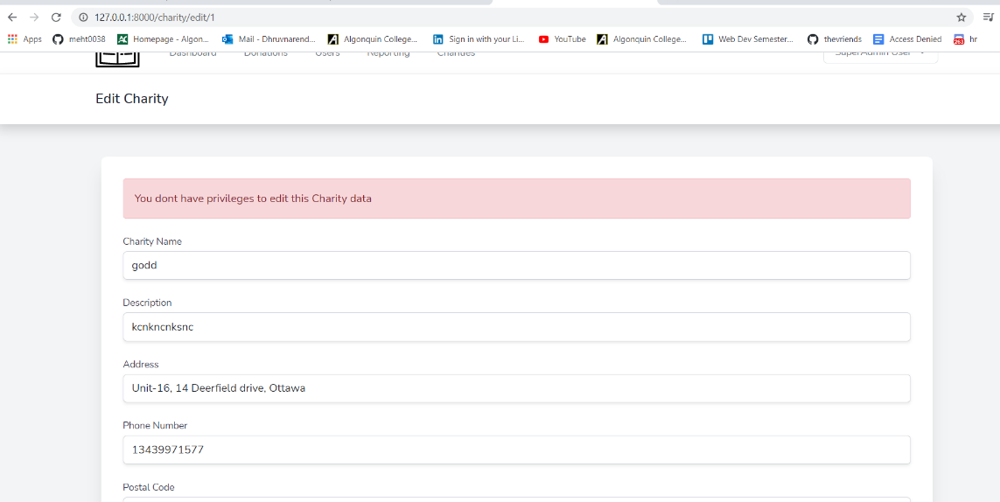 127.0.0.1:8000/charity/edit/1
Apps meht0038 Homepage - Algon... Mail - Dhruvnarend... Algonquin College... Sign in with your Li... YouTube Algonquin College... Web Dev Semester... thevriends Access Denied 263 hr
Dashboard Donations Users Reporting Charities SuperAdmin User
Edit Charity
You dont have privileges to edit this Charity data
Charity Name
godd
Description
kcnkncnksnc
Address
Unit-16, 14 Deerfield drive, Ottawa
Phone Number
13439971577
Postal Code